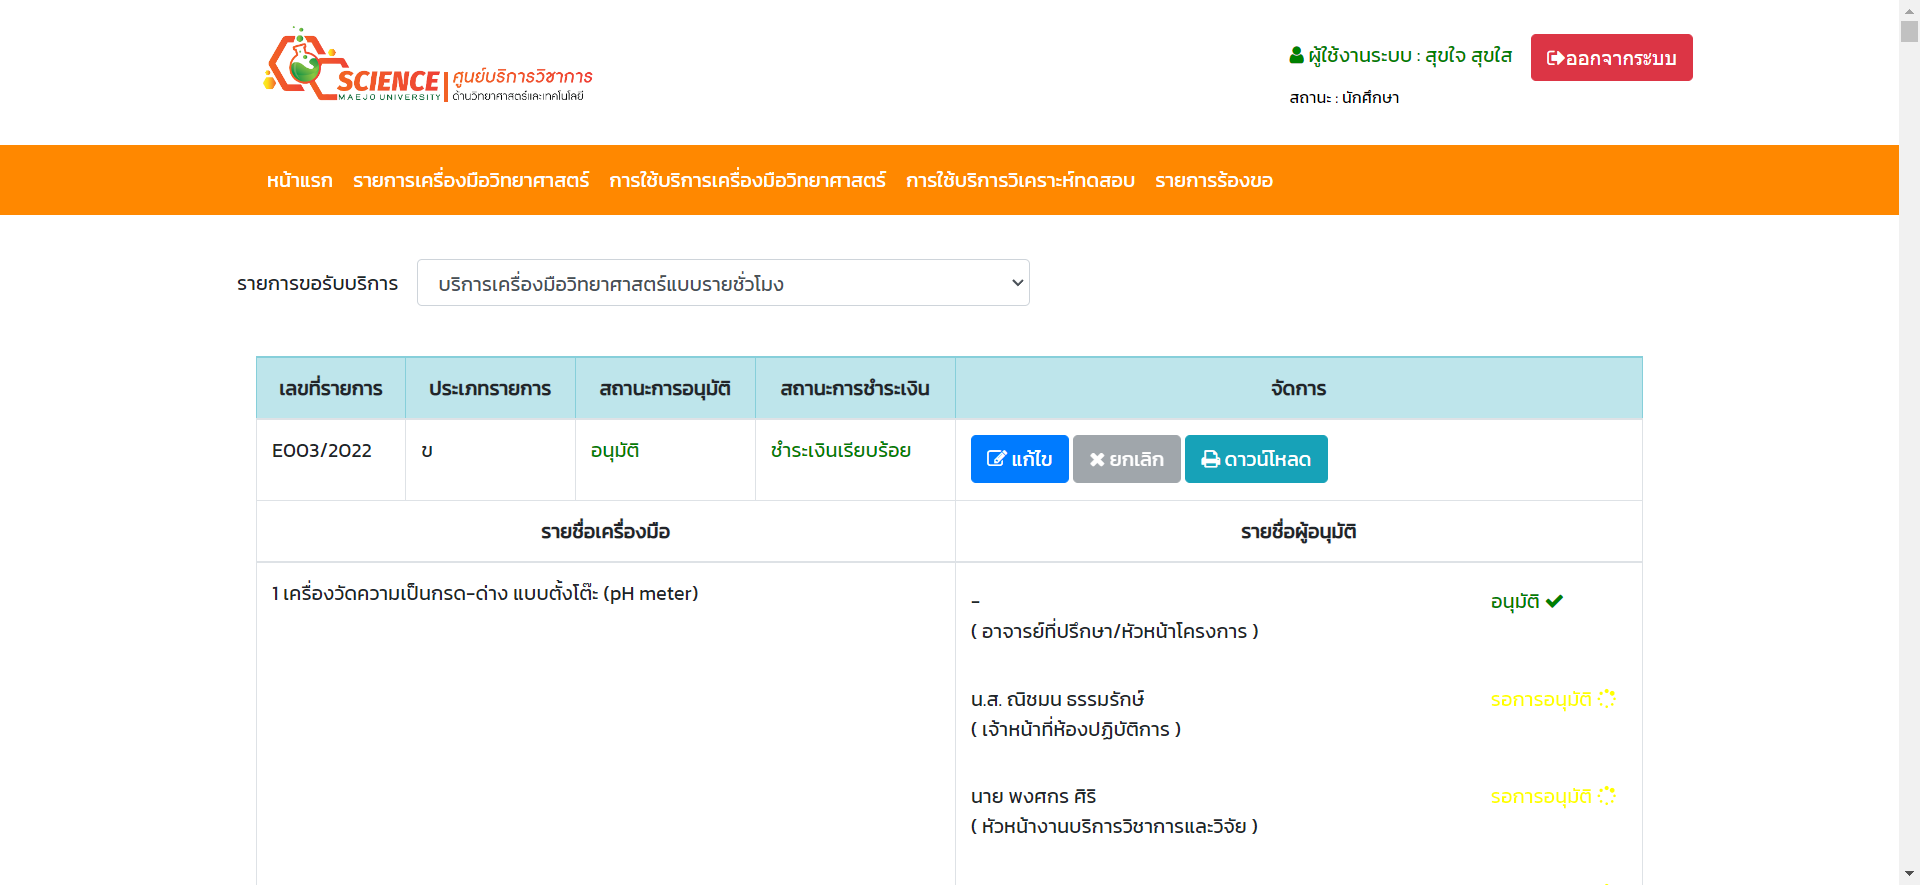 SCIENCE
MAEJO UNIVERSITY
ศูนย์บริการวิชาการ
ด้านวิทยาศาสตร์และเทคโนโลยี
ผู้ใช้งานระบบ : สุขใจ สุขใส
ออกจากระบบ
สถานะ : นักศึกษา
หน้าแรก รายการเครื่องมือวิทยาศาสตร์ การใช้บริการเครื่องมือวิทยาศาสตร์ การใช้บริการวิเคราะห์ทดสอบ รายการร้องขอ
รายการขอรับบริการ บริการเครื่องมือวิทยาศาสตร์แบบรายชั่วโมง
เลขที่รายการ ประเภทรายการ สถานะการอนุมัติ สถานะการชำระเงิน จัดการ
E003/2022 ข อนุมัติ ชำระเงินเรียบร้อย แก้ไข ยกเลิก ดาวน์โหลด
รายชื่อเครื่องมือ รายชื่อผู้อนุมัติ
1 เครื่องวัดความเป็นกรด-ด่าง แบบตั้งโต๊ะ (pH meter)
- อนุมัติ
( อาจารย์ที่ปรึกษา/หัวหน้าโครงการ )
น.ส. ณิชมน ธรรมรักษ์ รอการอนุมัติ
( เจ้าหน้าที่ห้องปฏิบัติการ )
นาย พงศกร ศิริ รอการอนุมัติ
( หัวหน้างานบริการวิชาการและวิจัย )